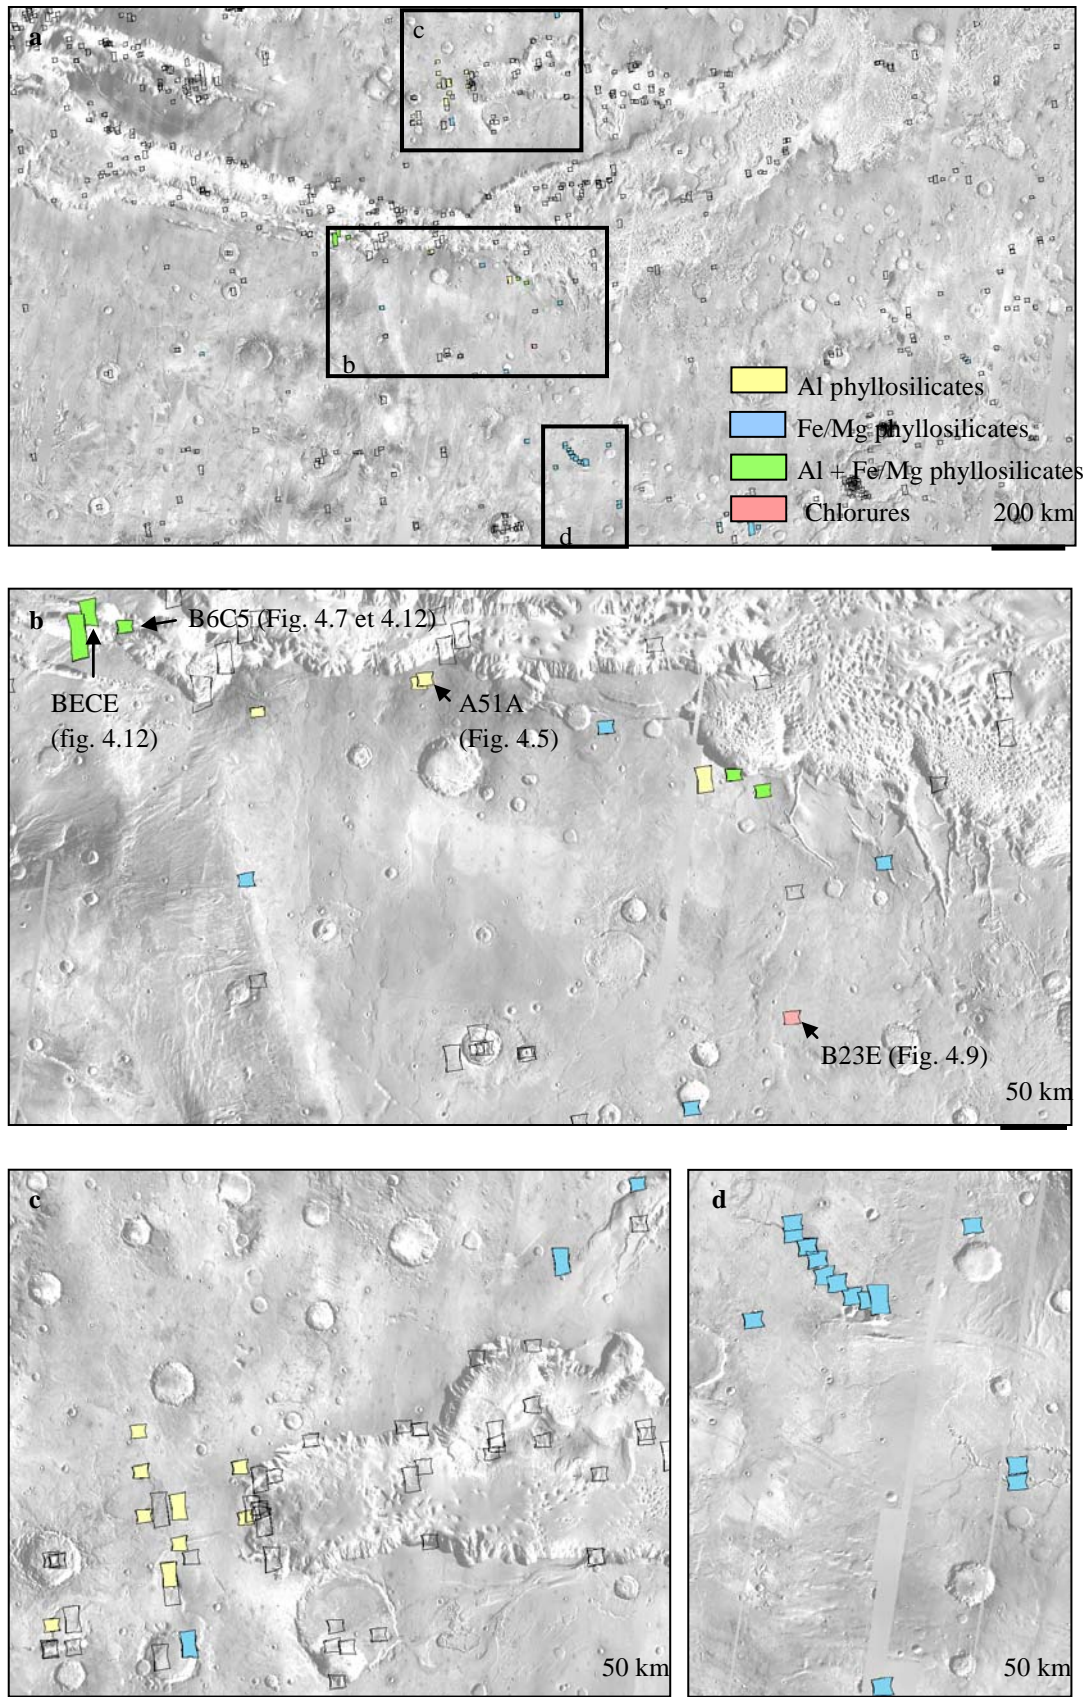 a
c
b
Al phyllosilicates
Fe/Mg phyllosilicates
Al + Fe/Mg phyllosilicates
Chlorures
200 km
d
b
B6C5 (Fig. 4.7 et 4.12)
BECE
(fig. 4.12)
A51A
(Fig. 4.5)
B23E (Fig. 4.9)
50 km
c
50 km
d
50 km